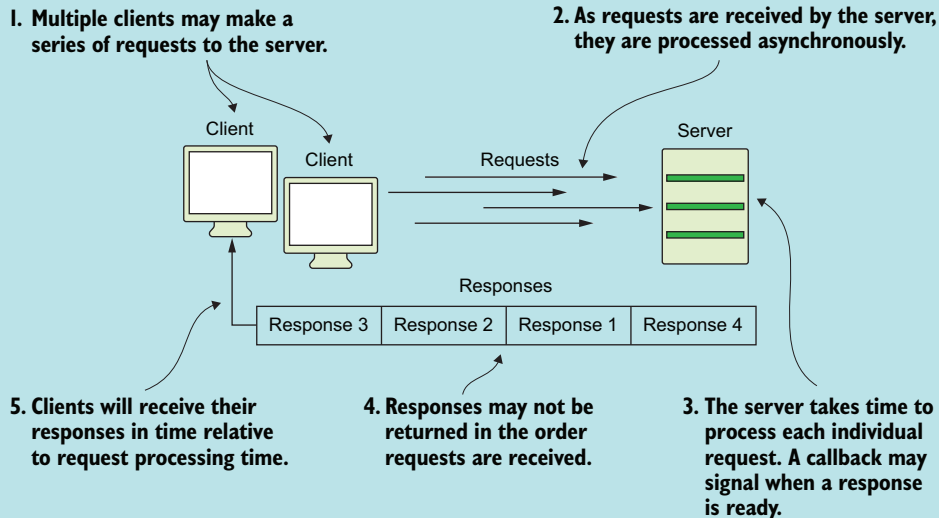 1. Multiple clients may make a
series of requests to the server.
2. As requests are received by the server,
they are processed asynchronously.
Client
Client
Requests
Server
Responses
Response 3
Response 2
Response 1
Response 4
5. Clients will receive their
responses in time relative
to request processing time.
4. Responses may not be
returned in the order
requests are received.
3. The server takes time to
process each individual
request. A callback may
signal when a response
is ready.